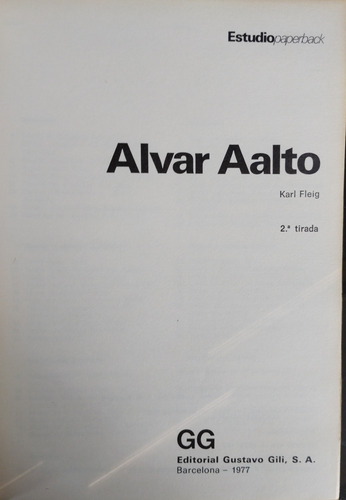 Estudiopaperback
Alvar Aalto
Karl Fleig
2.ª tirada
GG
Editorial Gustavo Gili, S. A.
Barcelona – 1977